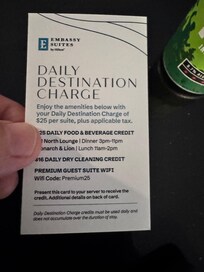 EMBASSY
SUITES
by Hilton
DAILY
DESTINATION
CHARGE
Enjoy the amenities below with
your Daily Destination Charge of
$25 per suite, plus applicable tax.
DAILY FOOD & BEVERAGE CREDIT
North Lounge | Dinner 3pm-11pm
& Lion | Lunch 11am-2pm
DAILY DRY CLEANING CREDIT
PREMIUM GUEST SUITE WIFI
Wifi Code: Premium25
Present this card to your server to receive the
credit. Additional details on back of card.
Daily Destination Charge credits must be used daily and
does not accumulate over the duration of stay.